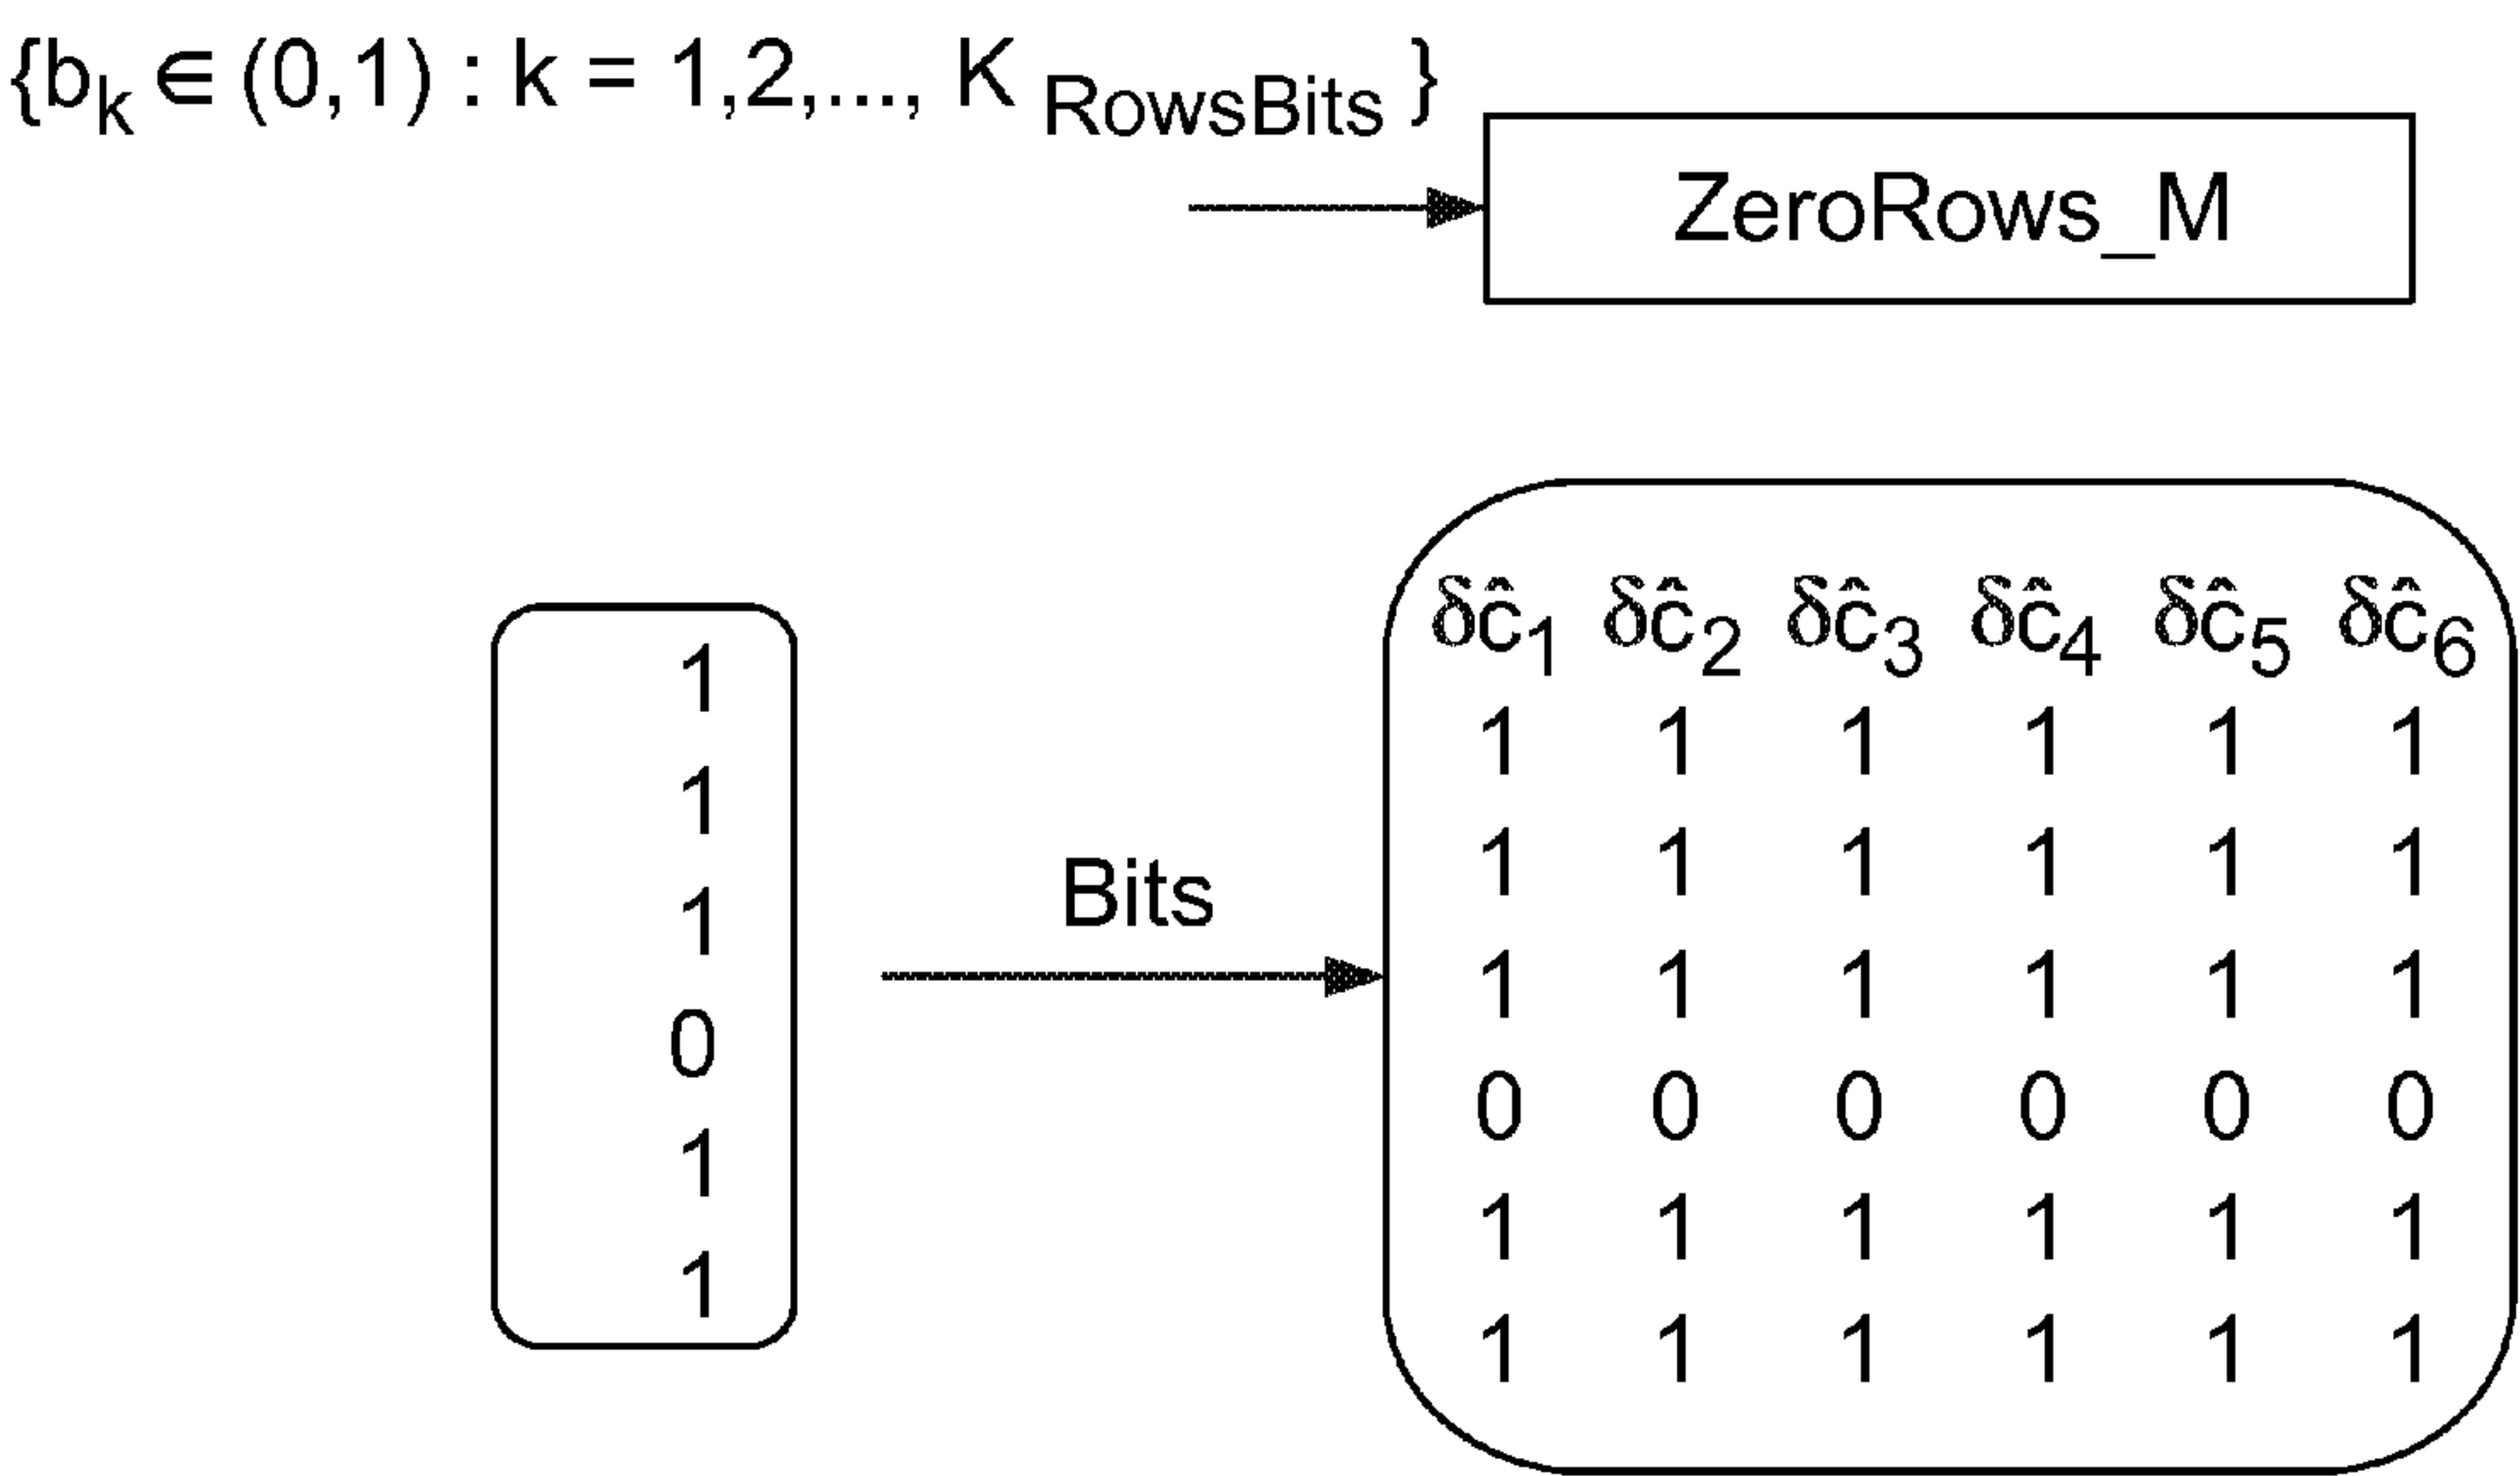 {b_k ∈ (0,1) : k = 1,2,..., K_RowsBits }
ZeroRows_M
1
1
1
0
1
1
Bits
δĉ₁ δĉ₂ δĉ₃ δĉ₄ δĉ₅ δĉ₆
1 1 1 1 1 1
1 1 1 1 1 1
1 1 1 1 1 1
0 0 0 0 0 0
1 1 1 1 1 1
1 1 1 1 1 1